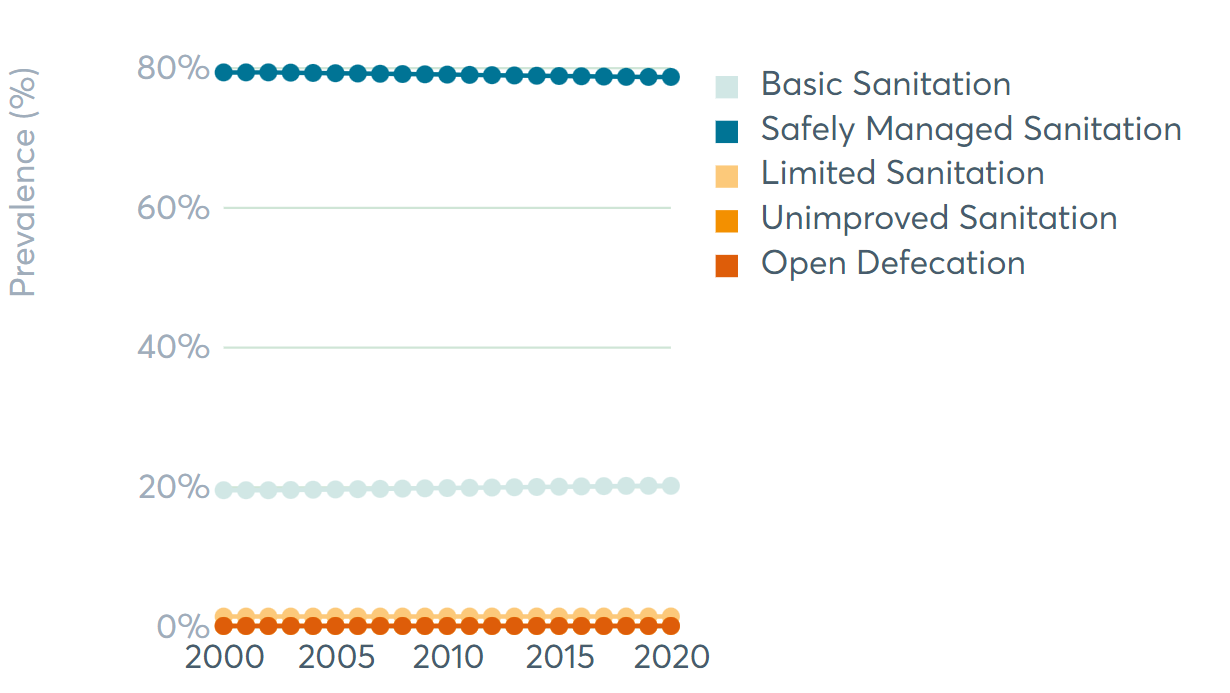 Prevalence (%)
80%
60%
40%
20%
0%
2000 2005 2010 2015 2020
Basic Sanitation
Safely Managed Sanitation
Limited Sanitation
Unimproved Sanitation
Open Defecation